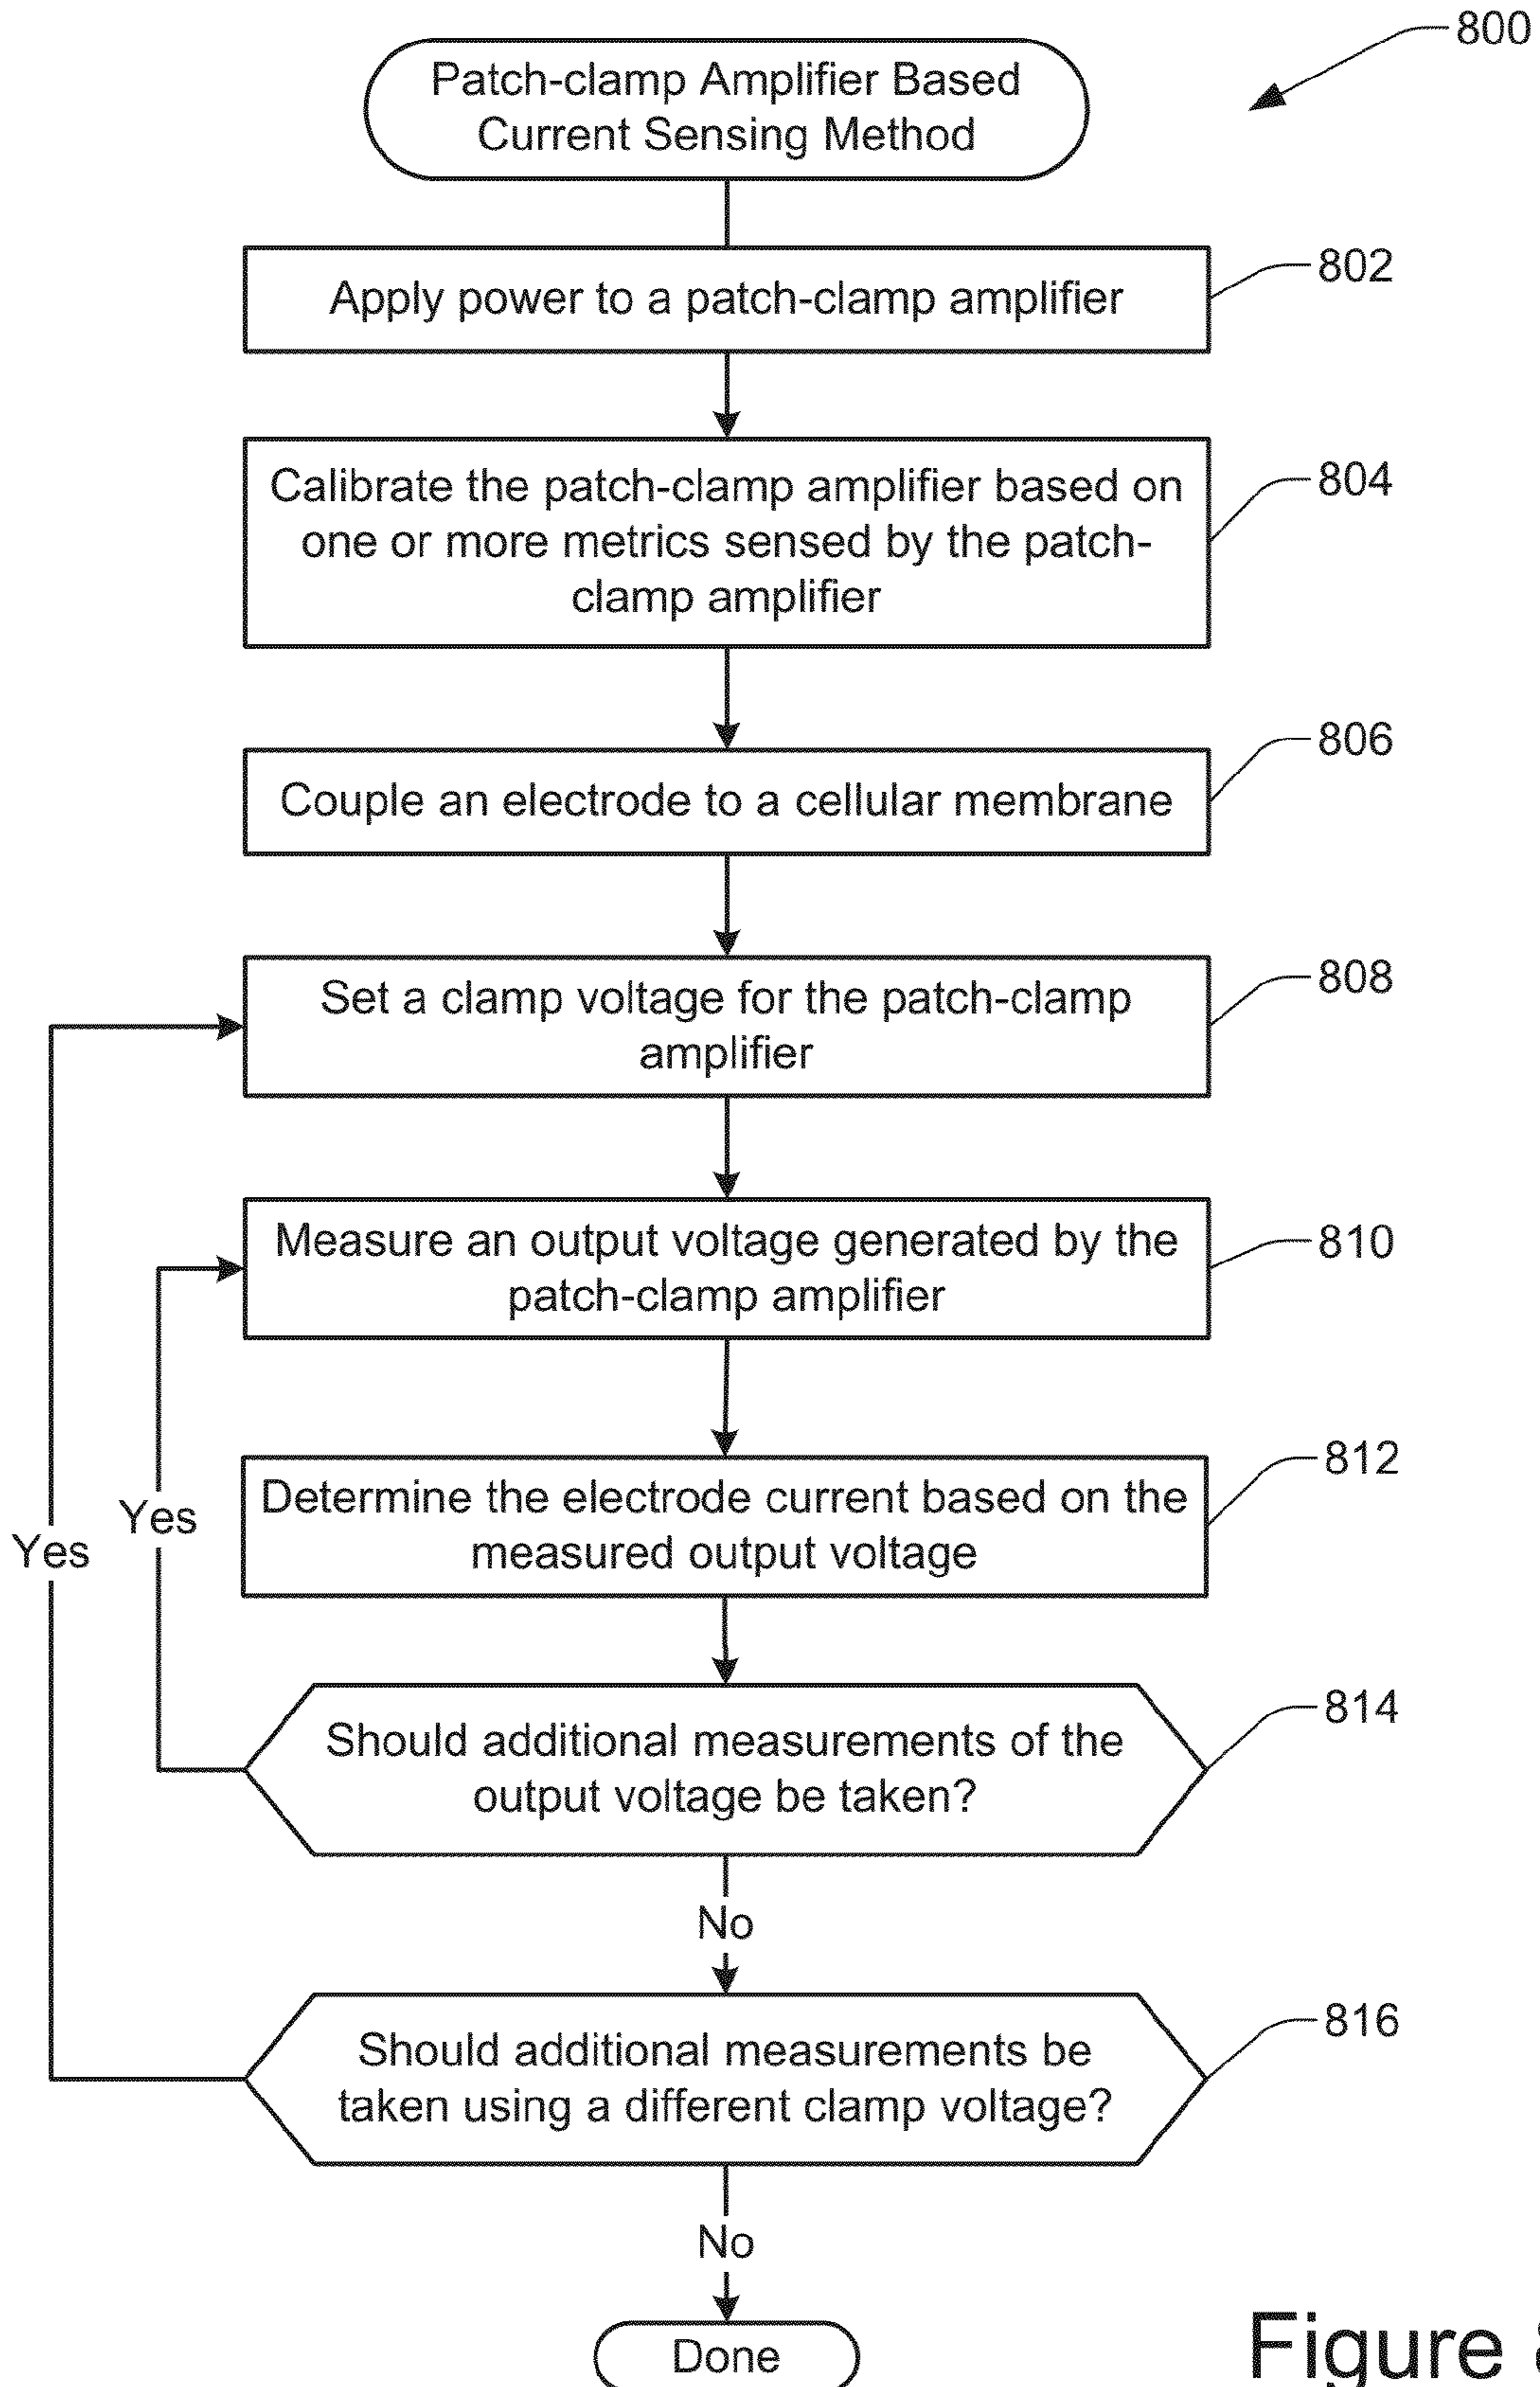 800
Patch-clamp Amplifier Based
Current Sensing Method
802
Apply power to a patch-clamp amplifier
804
Calibrate the patch-clamp amplifier based on
one or more metrics sensed by the patch-
clamp amplifier
806
Couple an electrode to a cellular membrane
808
Set a clamp voltage for the patch-clamp
amplifier
810
Measure an output voltage generated by the
patch-clamp amplifier
812
Determine the electrode current based on the
measured output voltage
Yes
Yes
814
Should additional measurements of the
output voltage be taken?
No
816
Should additional measurements be
taken using a different clamp voltage?
No
Done
Figure